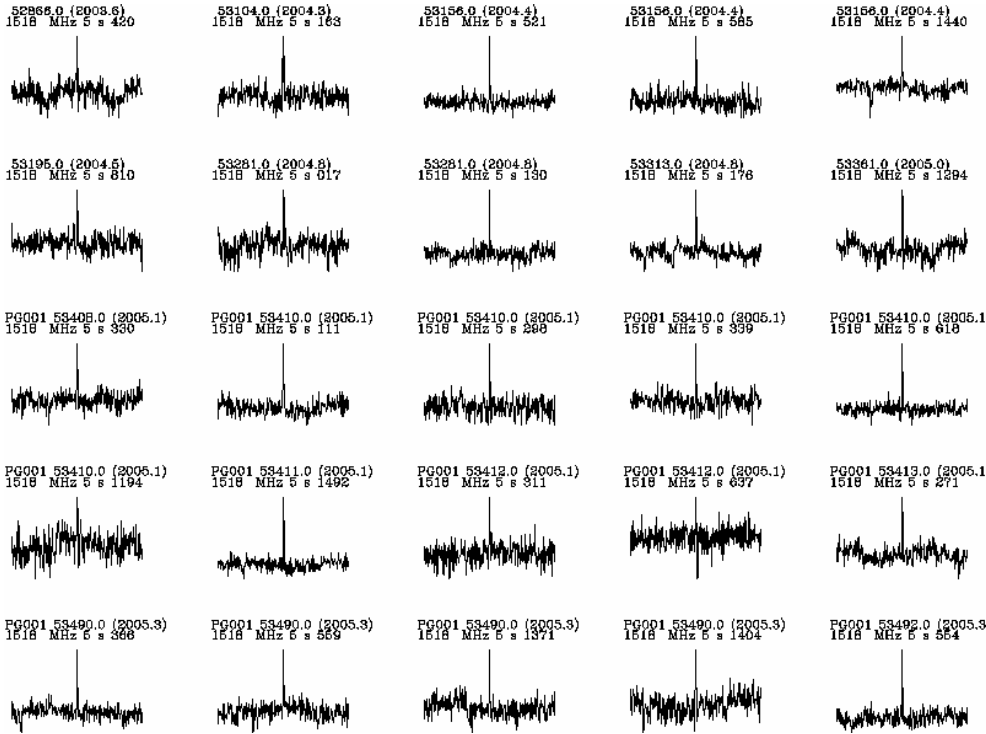 52866.0 (2003.6)
1518 MHz 5 s 420
53104.0 (2004.3)
1518 MHz 5 s 163
53156.0 (2004.4)
1518 MHz 5 s 521
53156.0 (2004.4)
1518 MHz 5 s 585
53156.0 (2004.4)
1518 MHz 5 s 1440
53195.0 (2004.5)
1518 MHz 5 s 810
53281.0 (2004.8)
1518 MHz 5 s 017
53281.0 (2004.8)
1518 MHz 5 s 130
53313.0 (2004.8)
1518 MHz 5 s 176
53361.0 (2005.0)
1518 MHz 5 s 1294
PG001 53408.0 (2005.1)
1518 MHz 5 s 330
PG001 53410.0 (2005.1)
1518 MHz 5 s 111
PG001 53410.0 (2005.1)
1518 MHz 5 s 298
PG001 53410.0 (2005.1)
1518 MHz 5 s 339
PG001 53410.0 (2005.1
1518 MHz 5 s 618
PG001 53410.0 (2005.1)
1518 MHz 5 s 1194
PG001 53411.0 (2005.1)
1518 MHz 5 s 1492
PG001 53412.0 (2005.1)
1518 MHz 5 s 311
PG001 53412.0 (2005.1)
1518 MHz 5 s 637
PG001 53413.0 (2005.1
1518 MHz 5 s 271
PG001 53490.0 (2005.3)
1518 MHz 5 s 366
PG001 53490.0 (2005.3)
1518 MHz 5 s 559
PG001 53490.0 (2005.3)
1518 MHz 5 s 1371
PG001 53490.0 (2005.3)
1518 MHz 5 s 1404
PG001 53492.0 (2005.3
1518 MHz 5 s 554